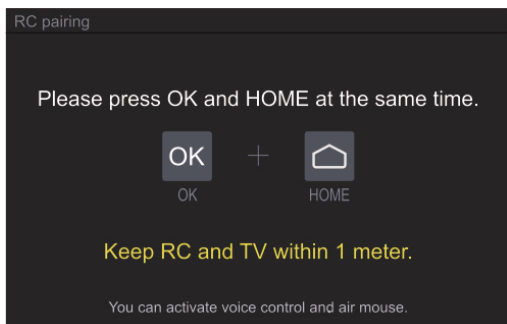 RC pairing
Please press OK and HOME at the same time.
OK +
OK HOME
Keep RC and TV within 1 meter.
You can activate voice control and air mouse.